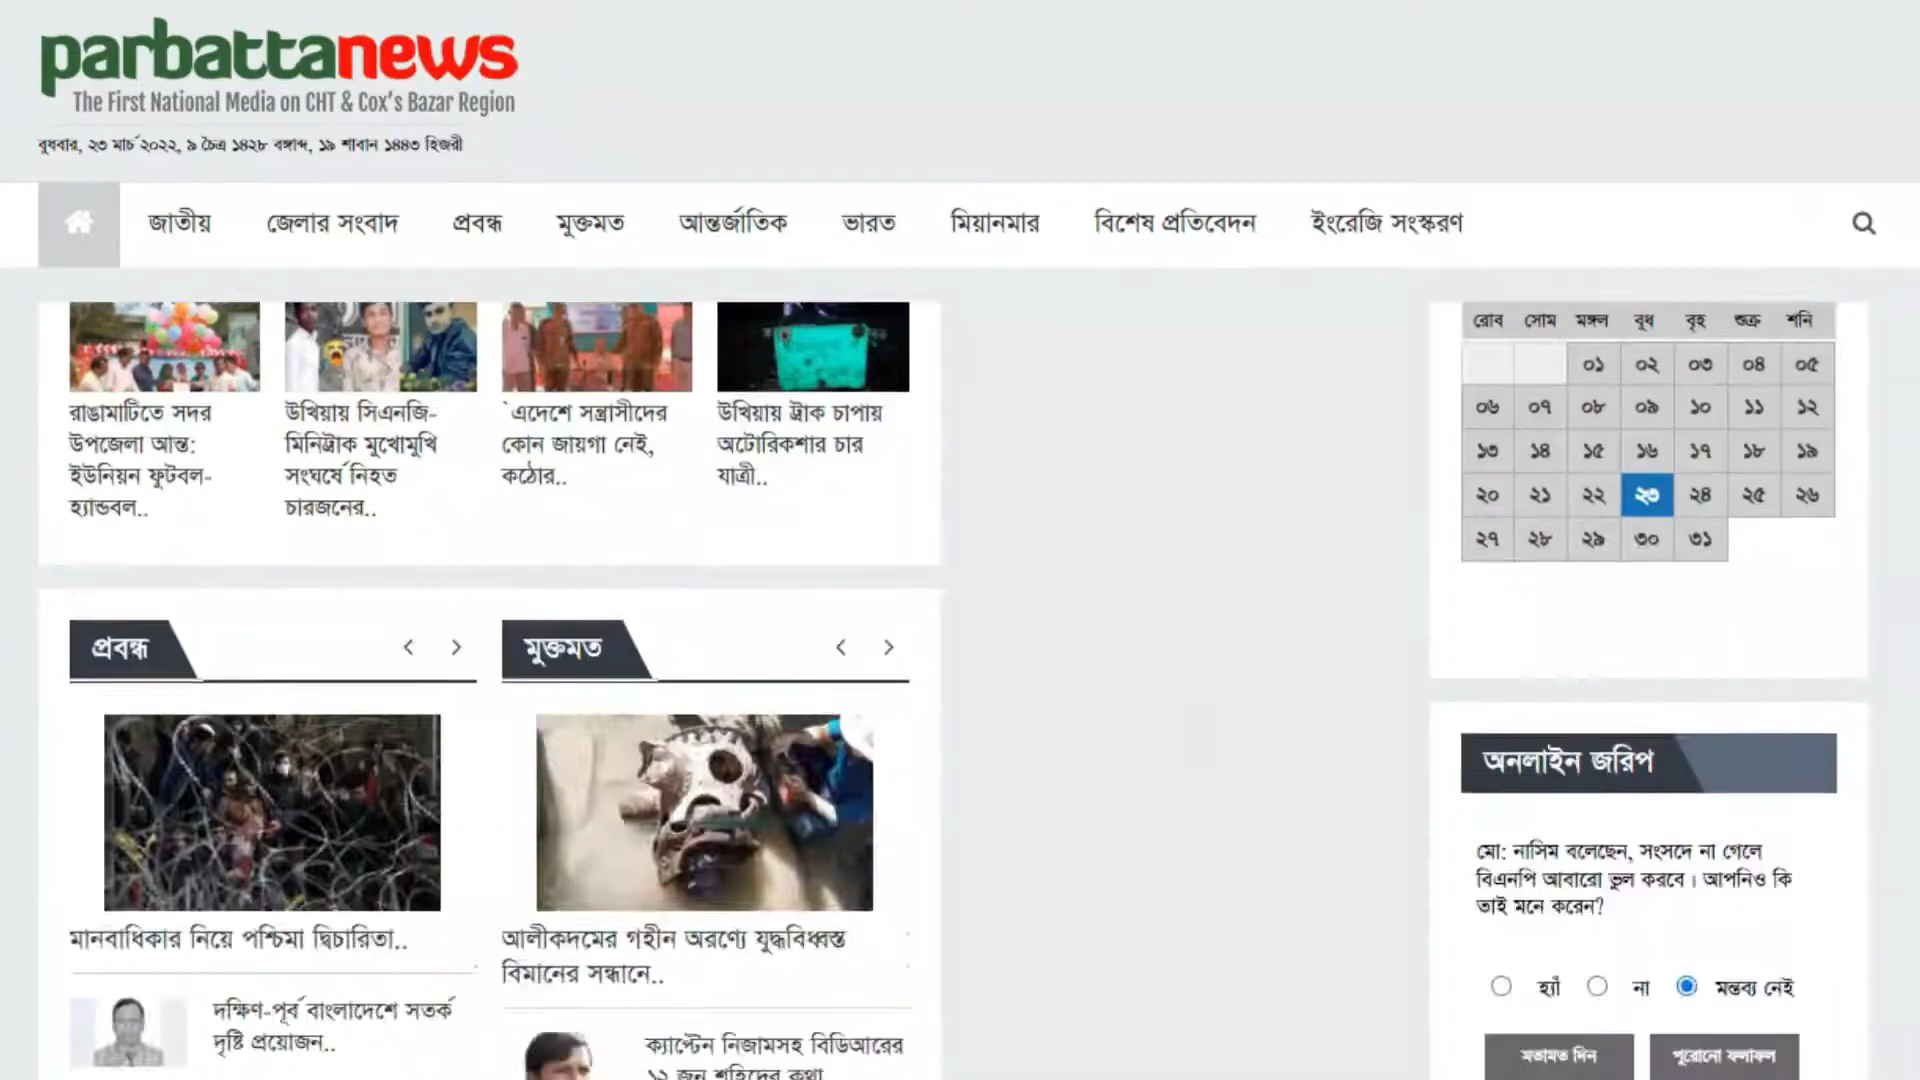 parbattanews
The First National Media on CHT & Cox's Bazar Region
বুধবার, ২৩ মার্চ ২০২২, ৯ চৈত্র ১৪২৮ বঙ্গাব্দ, ১৯ শাবান ১৪৪৩ হিজরী
জাতীয় জেলার সংবাদ প্রবন্ধ মুক্তমত আন্তর্জাতিক ভারত মিয়ানমার বিশেষ প্রতিবেদন ইংরেজি সংস্করণ
রাঙামাটিতে সদর
উপজেলা আন্ত:
ইউনিয়ন ফুটবল-
হ্যান্ডবল..
উখিয়ায় সিএনজি-
মিনিট্রাক মুখোমুখি
সংঘর্ষে নিহত
চারজনের..
`এদেশে সন্ত্রাসীদের
কোন জায়গা নেই,
কঠোর..
উখিয়ায় ট্রাক চাপায়
অটোরিকশার চার
যাত্রী..
রোব সোম মঙ্গল বুধ বৃহ শুক্র শনি
০১ ০২ ০৩ ০৪ ০৫
০৬ ০৭ ০৮ ০৯ ১০ ১১ ১২
১৩ ১৪ ১৫ ১৬ ১৭ ১৮ ১৯
২০ ২১ ২২ ২৩ ২৪ ২৫ ২৬
২৭ ২৮ ২৯ ৩০ ৩১
প্রবন্ধ
মানবাধিকার নিয়ে পশ্চিমা দ্বিচারিতা..
দক্ষিণ-পূর্ব বাংলাদেশে সতর্ক
দৃষ্টি প্রয়োজন..
মুক্তমত
আলীকদমের গহীন অরণ্যে যুদ্ধবিধ্বস্ত
বিমানের সন্ধানে..
ক্যাপ্টেন নিজামসহ বিডিআরের
১২ জন শহিদের কথা
অনলাইন জরিপ
মো: নাসিম বলেছেন, সংসদে না গেলে
বিএনপি আবারো ভুল করবে। আপনিও কি
তাই মনে করেন?
হ্যাঁ না মন্তব্য নেই
মতামত দিন পুরোনো ফলাফল